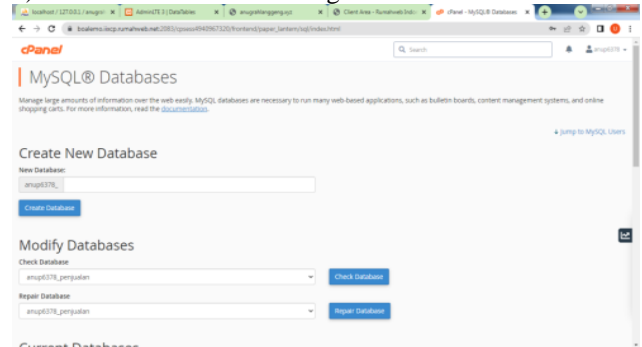 localhost / 127.0.0.1 / anugra
AdminLTE 3 | DataTables
anugrahlanggeng.xyz
Client Area - Rumahweb Indo
cPanel - MySQL® Databases
boalemo.iixcp.rumahweb.net:2083/cpsess4940967320/frontend/paper_lantern/sql/index.html
cPanel
Search
anup6378
MySQL® Databases
Manage large amounts of information over the web easily. MySQL databases are necessary to run many web-based applications, such as bulletin boards, content management systems, and online
shopping carts. For more information, read the documentation.
Jump to MySQL Users
Create New Database
New Database:
anup6378_
Create Database
Modify Databases
Check Database
anup6378_penjualan
Check Database
Repair Database
anup6378_penjualan
Repair Database
Current Databases